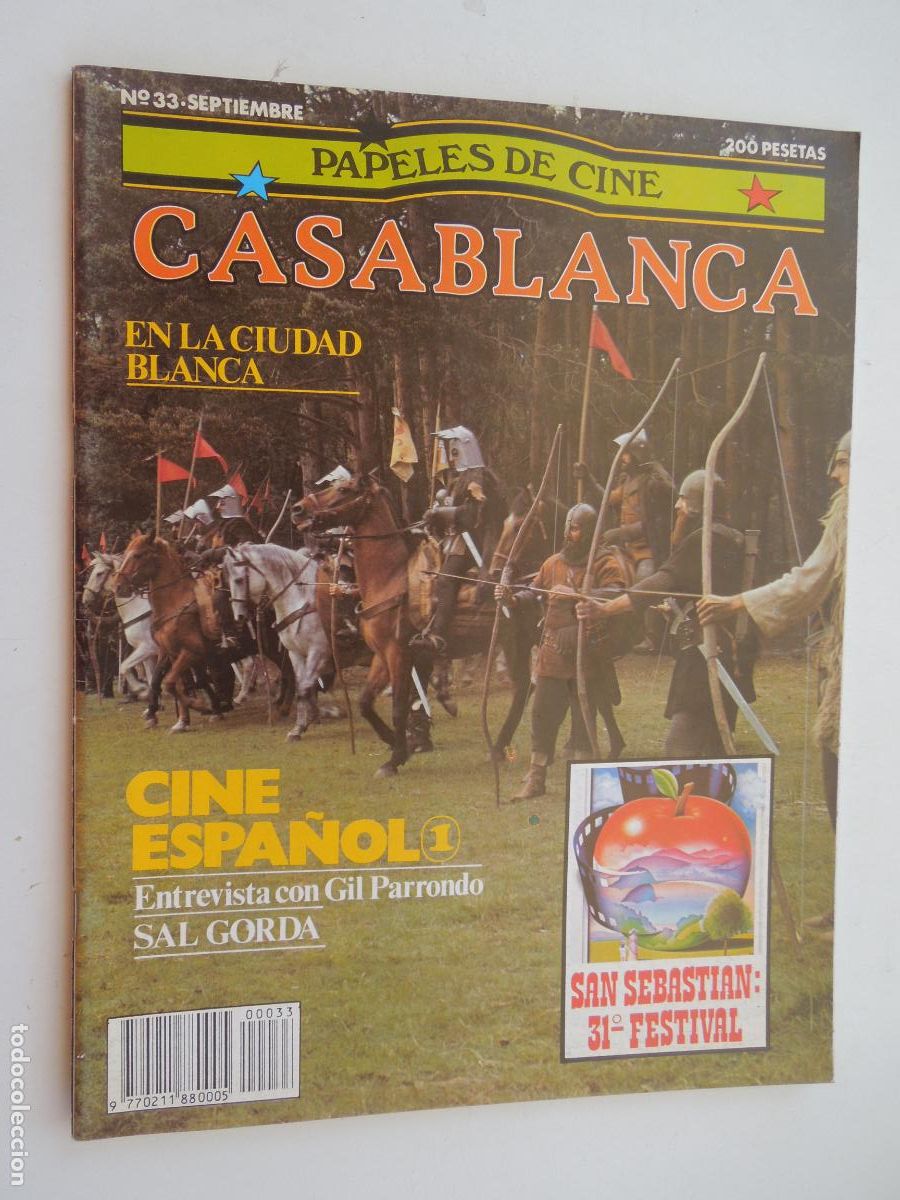 Nº 33·SEPTIEMBRE
200 PESETAS
PAPELES DE CINE
CASABLANCA
EN LA CIUDAD
BLANCA
CINE
ESPAÑOL 1
Entrevista con Gil Parrondo
SAL GORDA
SAN SEBASTIAN:
31º FESTIVAL
00033
9 770211 880005
todocoleccion